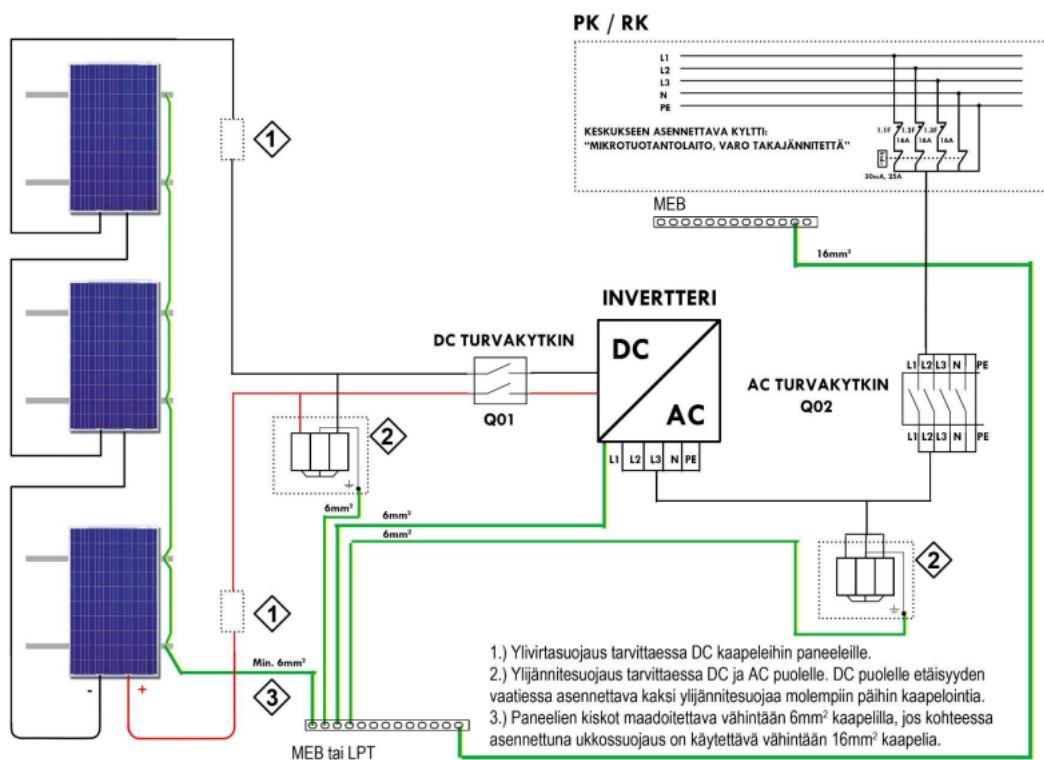 PK / RK
L1
L2
L3
N
PE
KESKUKSEEN ASENNETTAVA KYLTTI:
"MIKROTUOTANTOLAITO, VARO TAKAJÄNNITETTÄ"
1.1F 1.2F 1.3F
16A 16A 16A
30mA, 25A
1
MEB
16mm²
INVERTTERI
DC TURVAKYTKIN
DC
AC
Q01
AC TURVAKYTKIN
Q02
L1 L2 L3 N PE
L1 L2 L3 N PE
2
L1 L2 L3 N PE
6mm²
6mm²
6mm²
2
1
Min. 6mm²
- +
3
MEB tai LPT
1.) Ylivirtasuojaus tarvittaessa DC kaapeleihin paneeleille.
2.) Ylijännitesuojaus tarvittaessa DC ja AC puolelle. DC puolelle etäisyyden
vaatiessa asennettava kaksi ylijännitesuojaa molempiin päihin kaapelointia.
3.) Paneelien kiskot maadoitettava vähintään 6mm² kaapelilla, jos kohteessa
asennettuna ukkossuojaus on käytettävä vähintään 16mm² kaapelia.